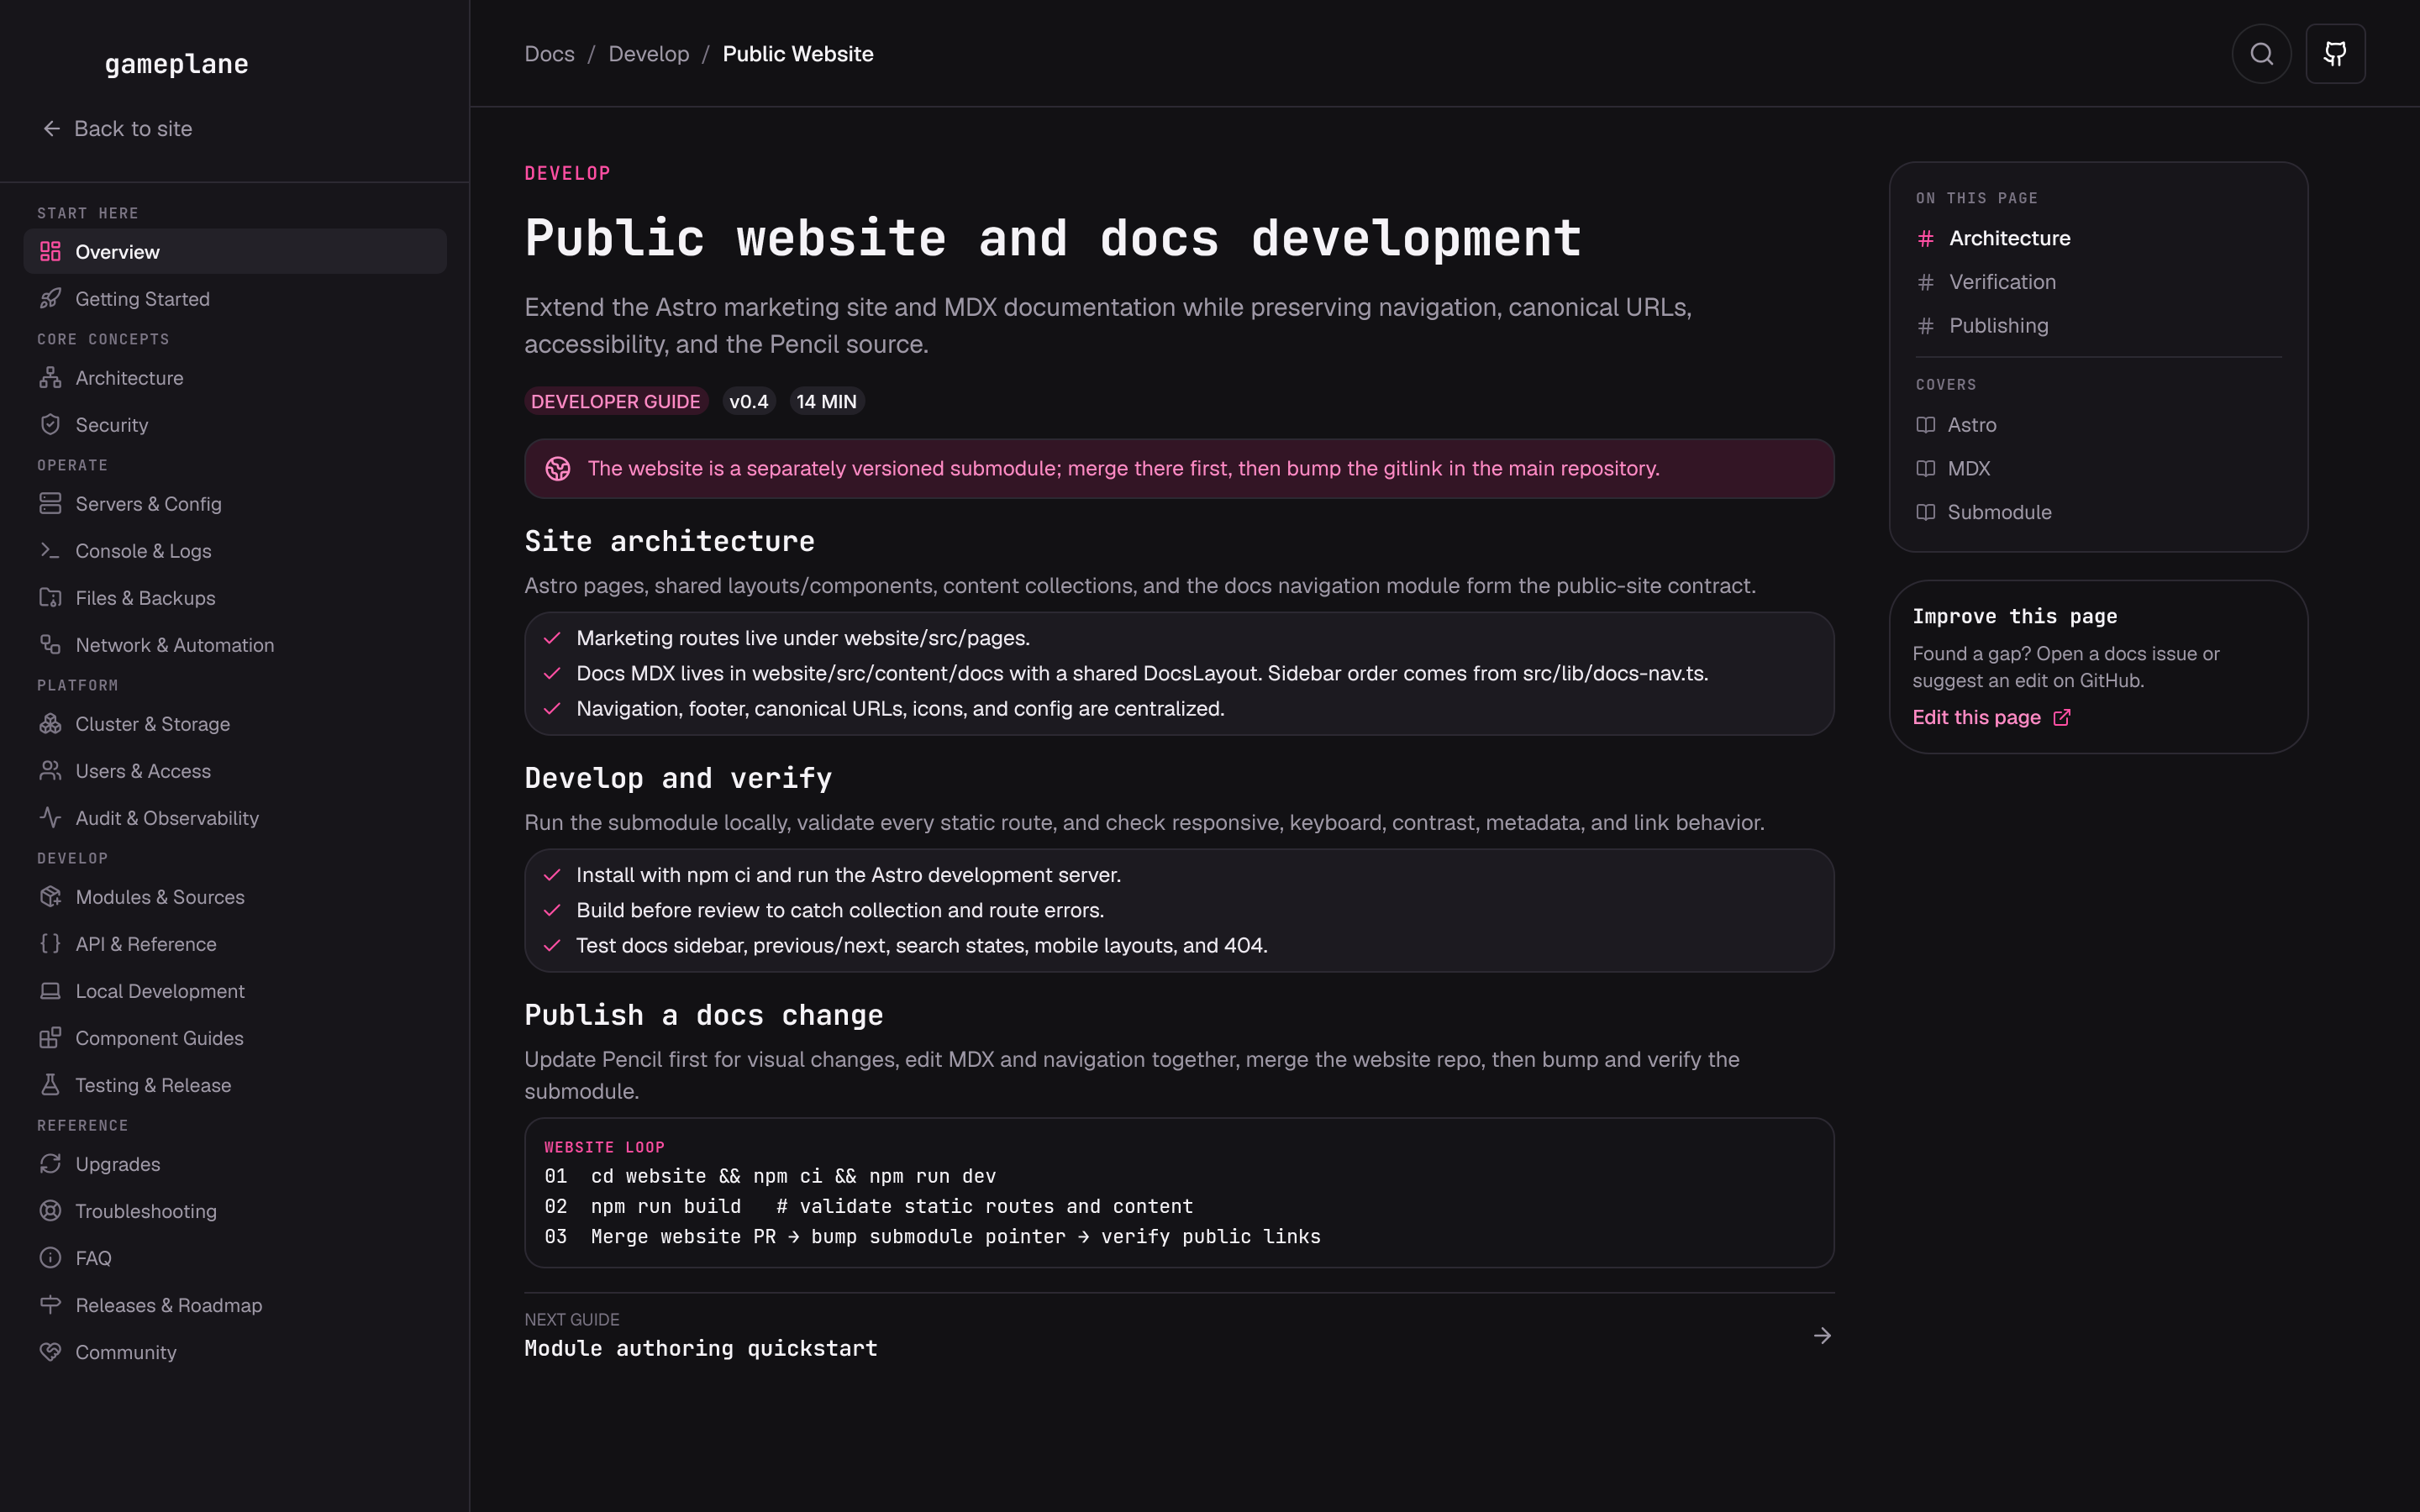 gameplane
Back to site
START HERE
Overview
Getting Started
CORE CONCEPTS
Architecture
Security
OPERATE
Servers & Config
Console & Logs
Files & Backups
Network & Automation
PLATFORM
Cluster & Storage
Users & Access
Audit & Observability
DEVELOP
Modules & Sources
API & Reference
Local Development
Component Guides
Testing & Release
REFERENCE
Upgrades
Troubleshooting
FAQ
Releases & Roadmap
Community
Docs / Develop / Public Website
DEVELOP
Public website and docs development
Extend the Astro marketing site and MDX documentation while preserving navigation, canonical URLs,
accessibility, and the Pencil source.
DEVELOPER GUIDE v0.4 14 MIN
The website is a separately versioned submodule; merge there first, then bump the gitlink in the main repository.
Site architecture
Astro pages, shared layouts/components, content collections, and the docs navigation module form the public-site contract.
Marketing routes live under website/src/pages.
Docs MDX lives in website/src/content/docs with a shared DocsLayout. Sidebar order comes from src/lib/docs-nav.ts.
Navigation, footer, canonical URLs, icons, and config are centralized.
Develop and verify
Run the submodule locally, validate every static route, and check responsive, keyboard, contrast, metadata, and link behavior.
Install with npm ci and run the Astro development server.
Build before review to catch collection and route errors.
Test docs sidebar, previous/next, search states, mobile layouts, and 404.
Publish a docs change
Update Pencil first for visual changes, edit MDX and navigation together, merge the website repo, then bump and verify the
submodule.
WEBSITE LOOP
01 cd website && npm ci && npm run dev
02 npm run build # validate static routes and content
03 Merge website PR → bump submodule pointer → verify public links
NEXT GUIDE
Module authoring quickstart
ON THIS PAGE
# Architecture
# Verification
# Publishing
COVERS
Astro
MDX
Submodule
Improve this page
Found a gap? Open a docs issue or
suggest an edit on GitHub.
Edit this page